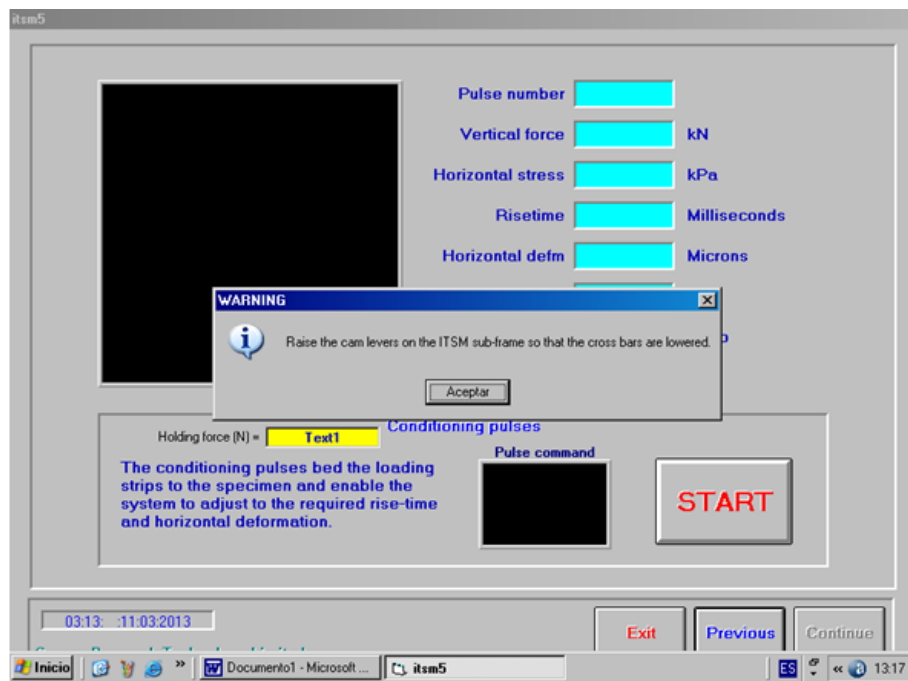 itsm5
Pulse number
Vertical force kN
Horizontal stress kPa
Risetime Milliseconds
Horizontal defm Microns
WARNING
Raise the cam levers on the ITSM sub-frame so that the cross bars are lowered.
Aceptar
Conditioning pulses
Holding force (N) = Text1
Pulse command
The conditioning pulses bed the loading
strips to the specimen and enable the
system to adjust to the required rise-time
and horizontal deformation.
START
03:13: :11:03:2013
Exit Previous Continue
Inicio » Documento1 - Microsoft ... itsm5 ES « 13:17